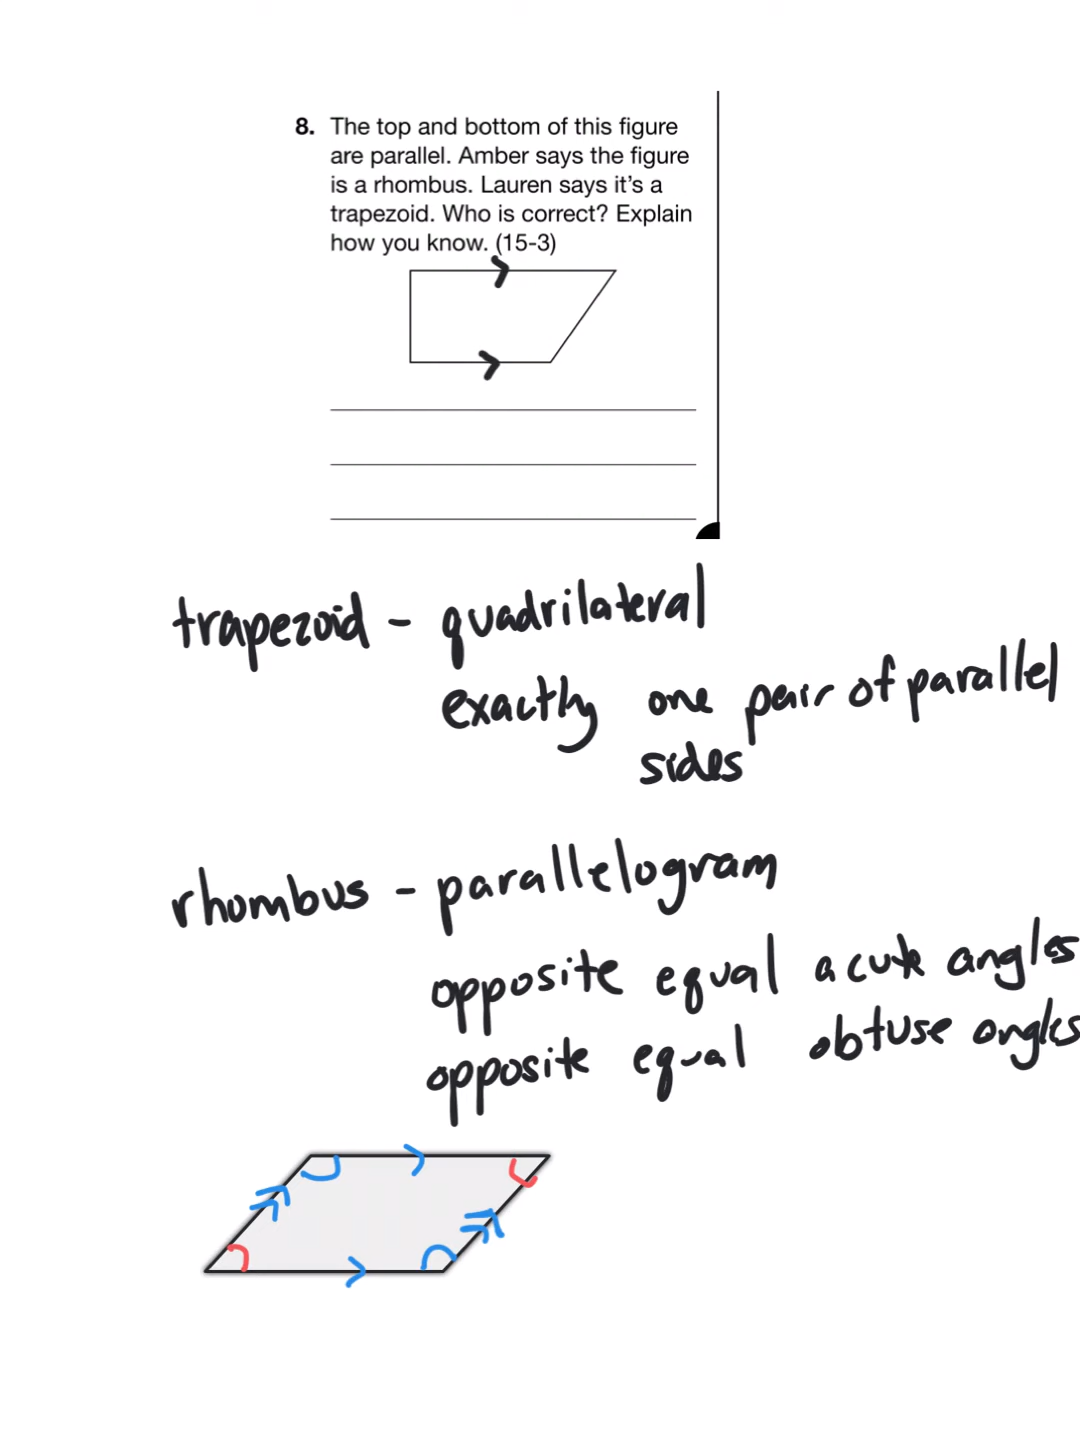 8. The top and bottom of this figure
are parallel. Amber says the figure
is a rhombus. Lauren says it's a
trapezoid. Who is correct? Explain
how you know. (15-3)
trapezoid - quadrilateral
exactly one pair of parallel
sides
rhombus - parallelogram
opposite equal acute angles
opposite equal obtuse angles